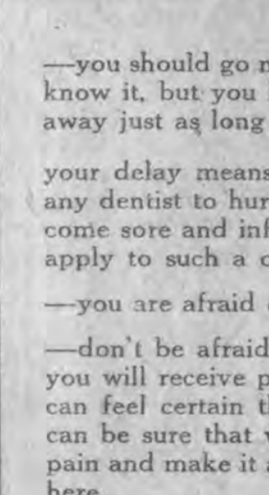 —you should go
know it, but you
away just as long
your delay means
any dentist to hur
come sore and in
apply to such a
—you are afraid
—don't be afraid
you will receive p
can feel certain t
can be sure that
pain and make it a
here